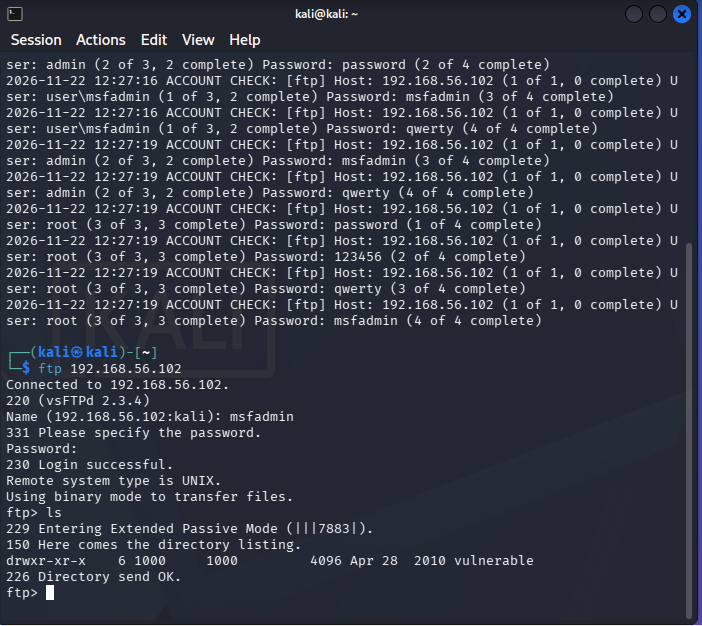 kali@kali: ~
Session Actions Edit View Help
ser: admin (2 of 3, 2 complete) Password: password (2 of 4 complete)
2026-11-22 12:27:16 ACCOUNT CHECK: [ftp] Host: 192.168.56.102 (1 of 1, 0 complete) U
ser: user\msfadmin (1 of 3, 2 complete) Password: msfadmin (3 of 4 complete)
2026-11-22 12:27:16 ACCOUNT CHECK: [ftp] Host: 192.168.56.102 (1 of 1, 0 complete) U
ser: user\msfadmin (1 of 3, 2 complete) Password: qwerty (4 of 4 complete)
2026-11-22 12:27:19 ACCOUNT CHECK: [ftp] Host: 192.168.56.102 (1 of 1, 0 complete) U
ser: admin (2 of 3, 2 complete) Password: msfadmin (3 of 4 complete)
2026-11-22 12:27:19 ACCOUNT CHECK: [ftp] Host: 192.168.56.102 (1 of 1, 0 complete) U
ser: admin (2 of 3, 2 complete) Password: qwerty (4 of 4 complete)
2026-11-22 12:27:19 ACCOUNT CHECK: [ftp] Host: 192.168.56.102 (1 of 1, 0 complete) U
ser: root (3 of 3, 3 complete) Password: password (1 of 4 complete)
2026-11-22 12:27:19 ACCOUNT CHECK: [ftp] Host: 192.168.56.102 (1 of 1, 0 complete) U
ser: root (3 of 3, 3 complete) Password: 123456 (2 of 4 complete)
2026-11-22 12:27:19 ACCOUNT CHECK: [ftp] Host: 192.168.56.102 (1 of 1, 0 complete) U
ser: root (3 of 3, 3 complete) Password: qwerty (3 of 4 complete)
2026-11-22 12:27:19 ACCOUNT CHECK: [ftp] Host: 192.168.56.102 (1 of 1, 0 complete) U
ser: root (3 of 3, 3 complete) Password: msfadmin (4 of 4 complete)
KALI
┌──(kali㉿kali)-[~]
└─$ ftp 192.168.56.102
Connected to 192.168.56.102.
220 (vsFTPd 2.3.4)
Name (192.168.56.102:kali): msfadmin
331 Please specify the password.
Password:
230 Login successful.
Remote system type is UNIX.
Using binary mode to transfer files.
ftp> ls
229 Entering Extended Passive Mode (|||7883|).
150 Here comes the directory listing.
drwxr-xr-x    6 1000     1000         4096 Apr 28  2010 vulnerable
226 Directory send OK.
ftp>